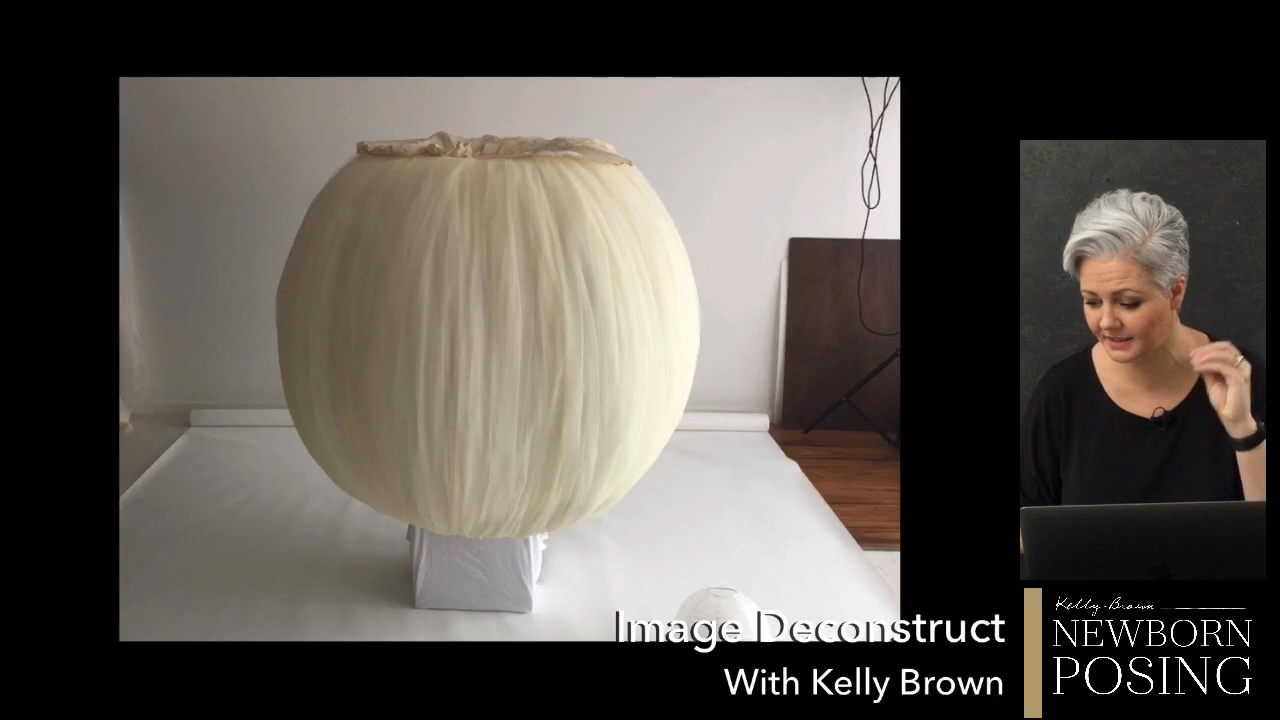 Image Deconstruct
With Kelly Brown
Kelly Brown
NEWBORN
POSING